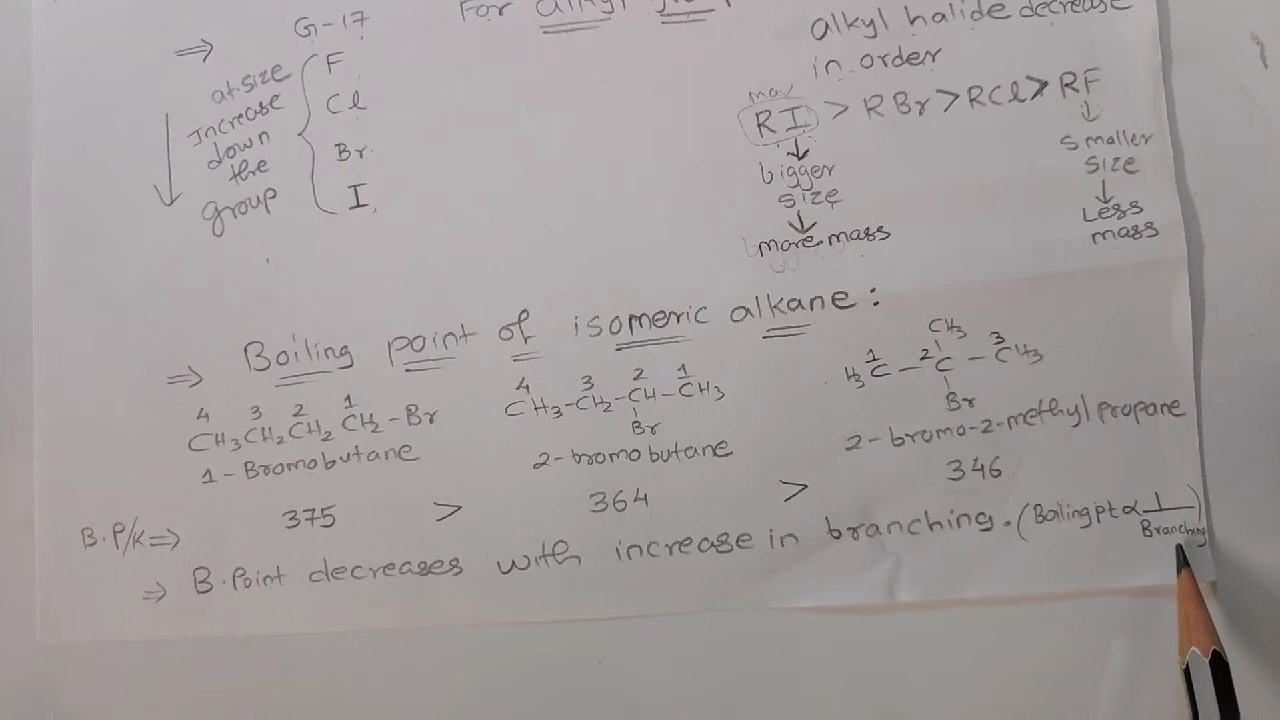 For alkyl
⇒ G-17
at.size Increase down the group
F
Cl
Br
I
alkyl halide decrease
in order
max
RI > RBr > RCl > RF
↓
bigger
size
↓
more mass
↓
smaller
size
↓
Less
mass
⇒ Boiling point of isomeric alkane:
4 3 2 1
CH3CH2CH2CH2-Br
1-Bromobutane
4 3 2 1
CH3-CH2-CH-CH3
Br
2-bromobutane
CH3
1 2 3
H3C-C-CH3
Br
2-bromo-2-methyl propane
B.P/K⇒ 375 > 364 > 346
⇒ B.Point decreases with increase in branching. (Boiling pt ∝ 1/Branching)